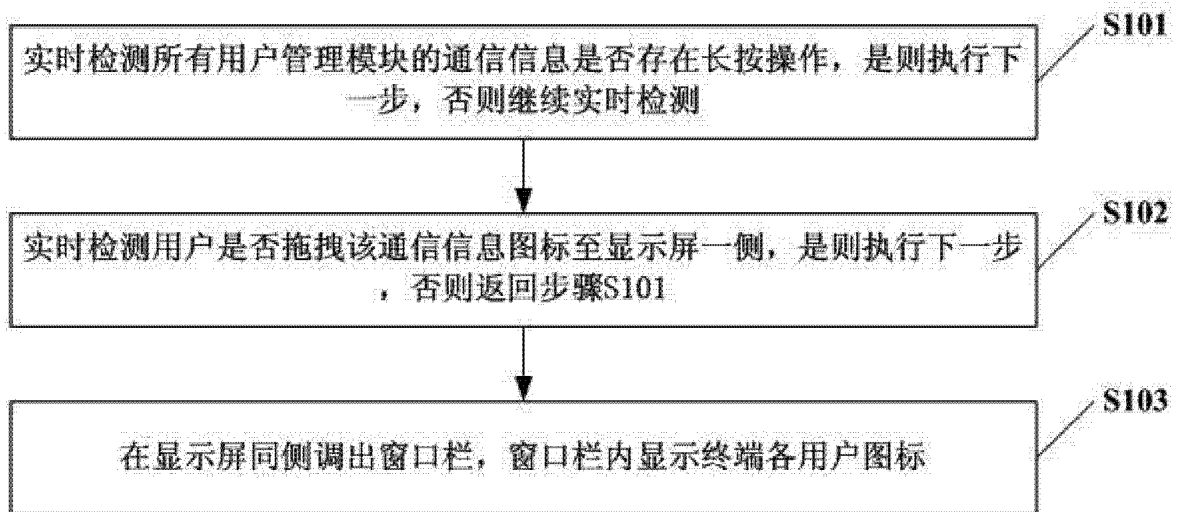 S101
实时检测所有用户管理模块的通信信息是否存在长按操作，是则执行下
一步，否则继续实时检测
S102
实时检测用户是否拖拽该通信信息图标至显示屏一侧，是则执行下一步
，否则返回步骤S101
S103
在显示屏同侧调出窗口栏，窗口栏内显示终端各用户图标